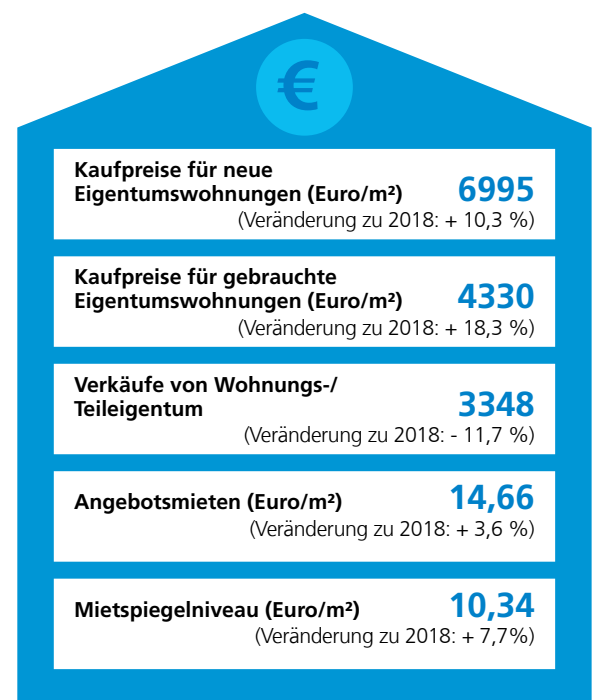 €
Kaufpreise für neue
Eigentumswohnungen (Euro/m²) 6995
(Veränderung zu 2018: + 10,3 %)
Kaufpreise für gebrauchte
Eigentumswohnungen (Euro/m²) 4330
(Veränderung zu 2018: + 18,3 %)
Verkäufe von Wohnungs-/
Teileigentum 3348
(Veränderung zu 2018: - 11,7 %)
Angebotsmieten (Euro/m²) 14,66
(Veränderung zu 2018: + 3,6 %)
Mietspiegelniveau (Euro/m²) 10,34
(Veränderung zu 2018: + 7,7%)